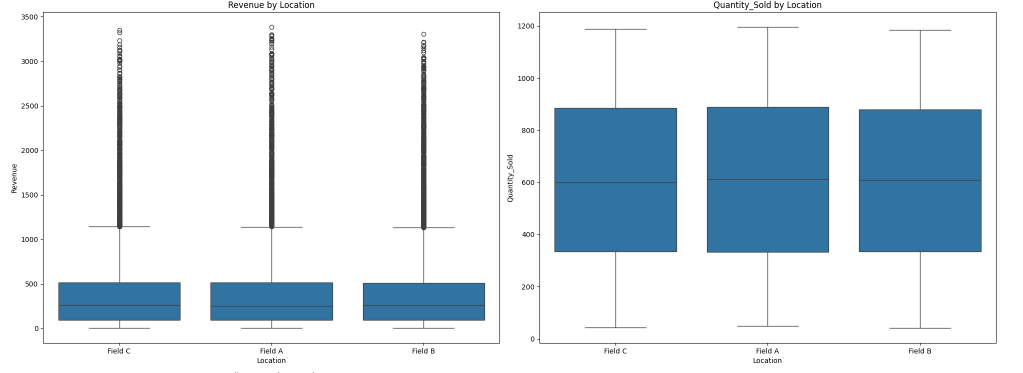 Revenue by Location
3500
3000
2500
2000
1500
1000
500
0
Revenue
Field C Field A Field B
Location
Quantity_Sold by Location
1200
1000
800
600
400
200
0
Quantity_Sold
Field C Field A Field B
Location